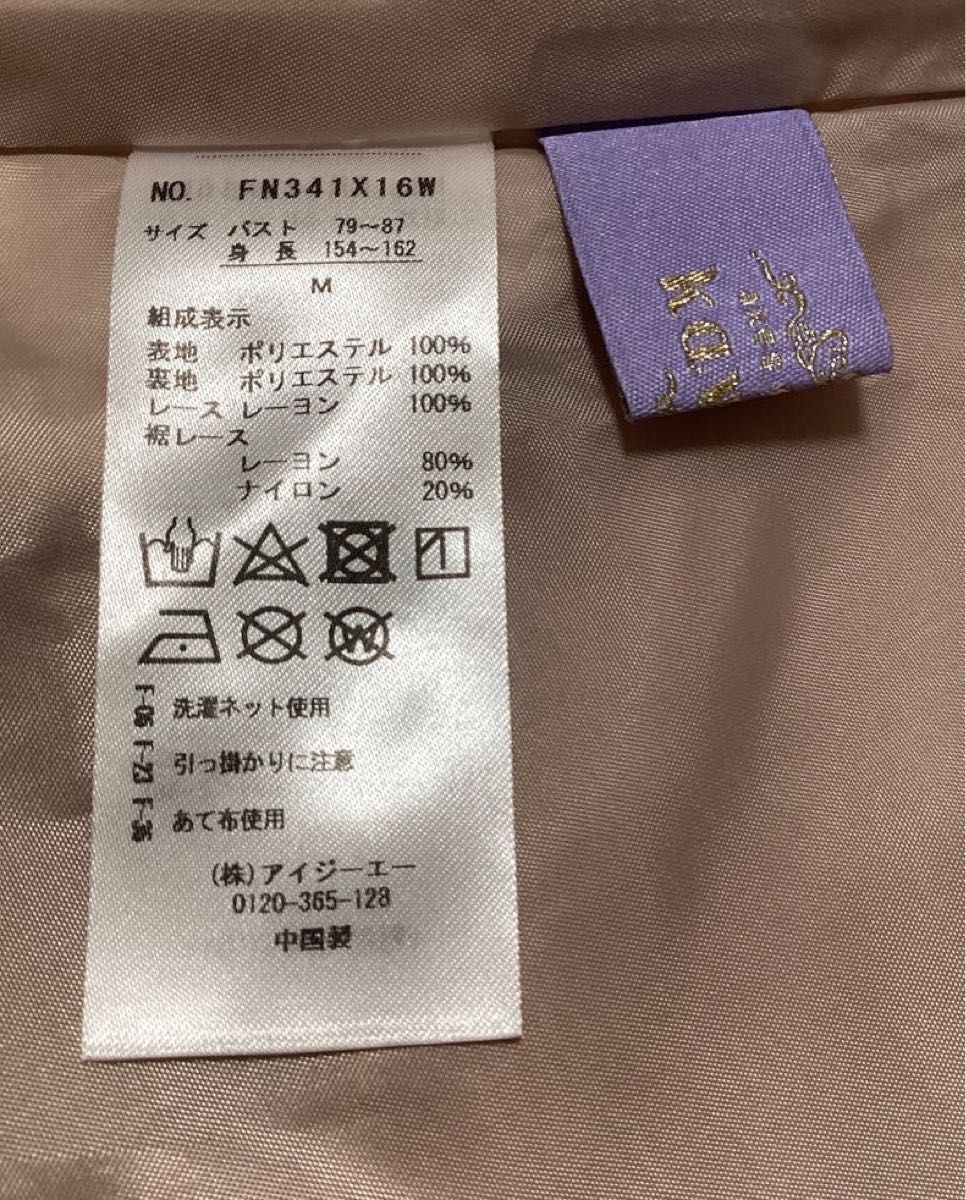 NO. FN341X16W
サイズ バスト 79〜87
身 長 154〜162
M
組成表示
表地 ポリエステル 100%
裏地 ポリエステル 100%
レース レーヨン 100%
裾レース
レーヨン 80%
ナイロン 20%
W
F-06 洗濯ネット使用
F-23 引っ掛かりに注意
あて布使用
(株)アイジーエー
0120-365-128
中国製
axes